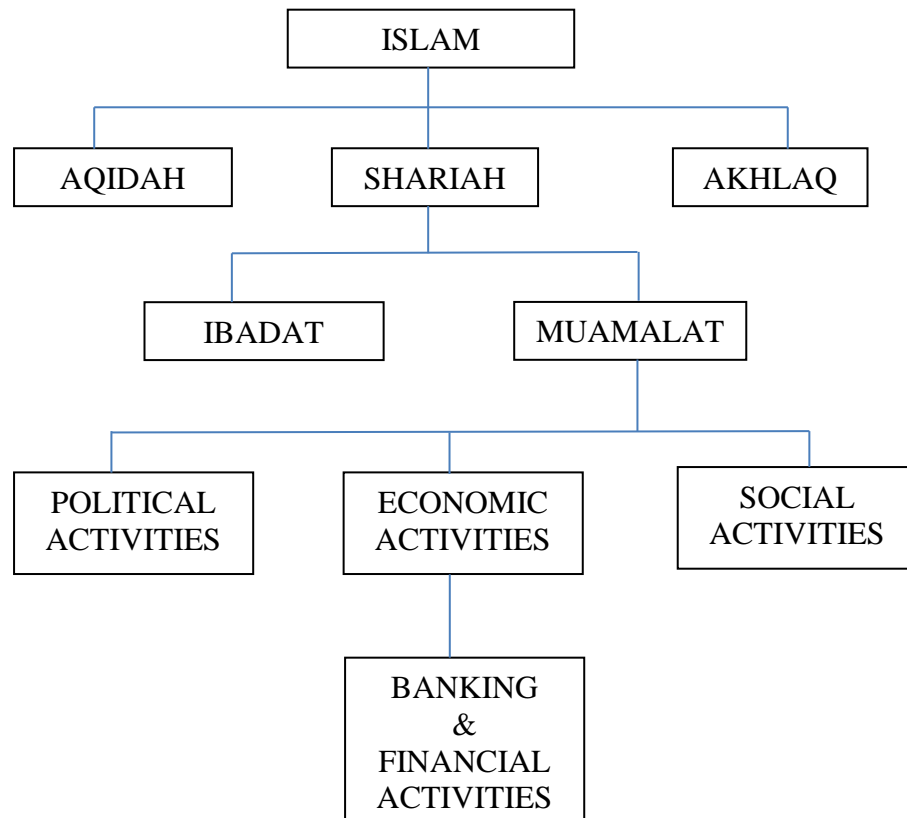 ISLAM
AQIDAH
SHARIAH
AKHLAQ
IBADAT
MUAMALAT
POLITICAL
ACTIVITIES
ECONOMIC
ACTIVITIES
SOCIAL
ACTIVITIES
BANKING
&
FINANCIAL
ACTIVITIES